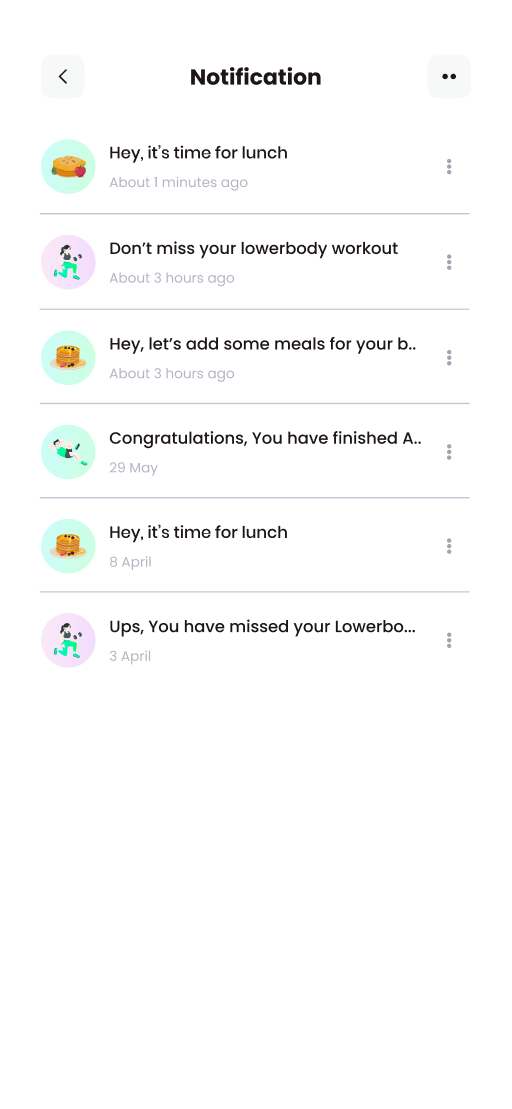 Notification
Hey, it's time for lunch
About 1 minutes ago
Don't miss your lowerbody workout
About 3 hours ago
Hey, let's add some meals for your b..
About 3 hours ago
Congratulations, You have finished A..
29 May
Hey, it's time for lunch
8 April
Ups, You have missed your Lowerbo...
3 April